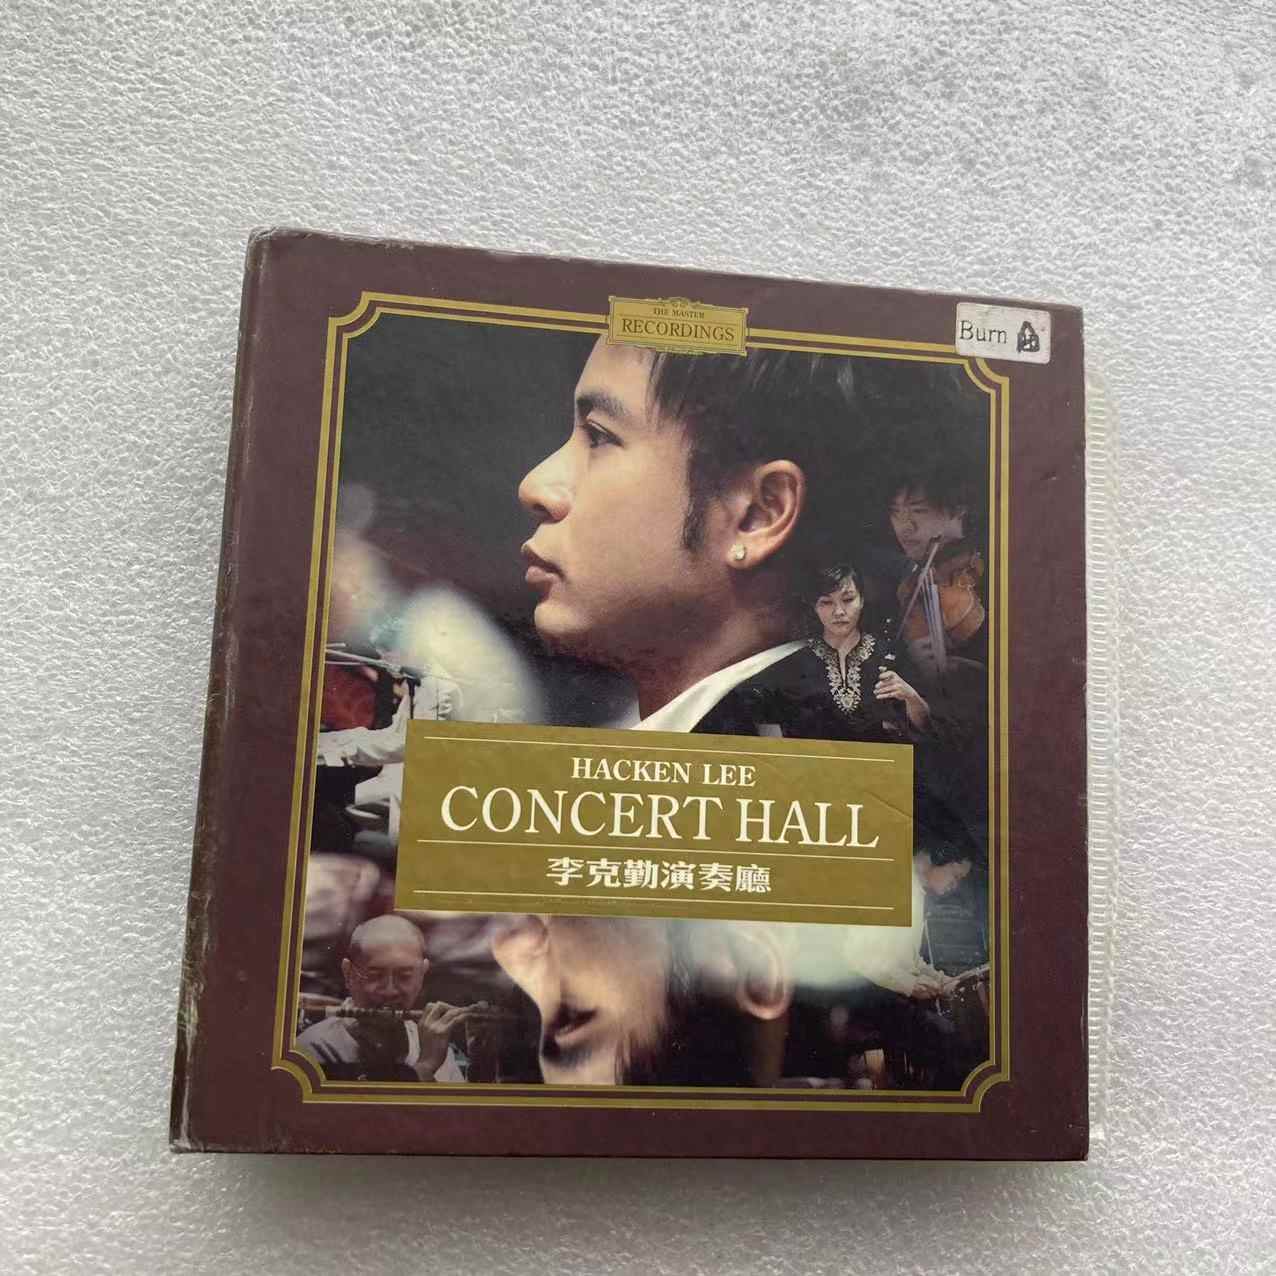 THE MASTER
RECORDINGS
Burn
HACKEN LEE
CONCERT HALL
李克勤演奏廳